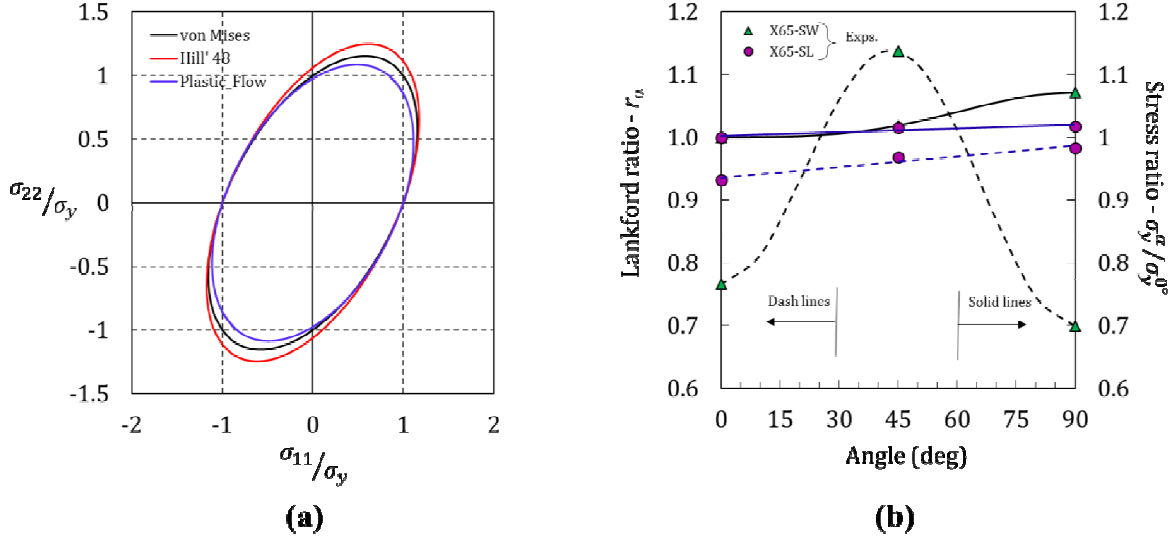 von Mises
Hill' 48
Plastic_Flow
1.5
1
0.5
0
-0.5
-1
-1.5
σ22/σy
-2
-1
0
1
2
σ11/σy
(a)
X65-SW
X65-SL
Exps.
1.2
1.1
1.0
0.9
0.8
0.7
0.6
Lankford ratio - rα
Dash lines
Solid lines
1.2
1.1
1
0.9
0.8
0.7
0.6
Stress ratio - σyα/σy0°
0
15
30
45
60
75
90
Angle (deg)
(b)